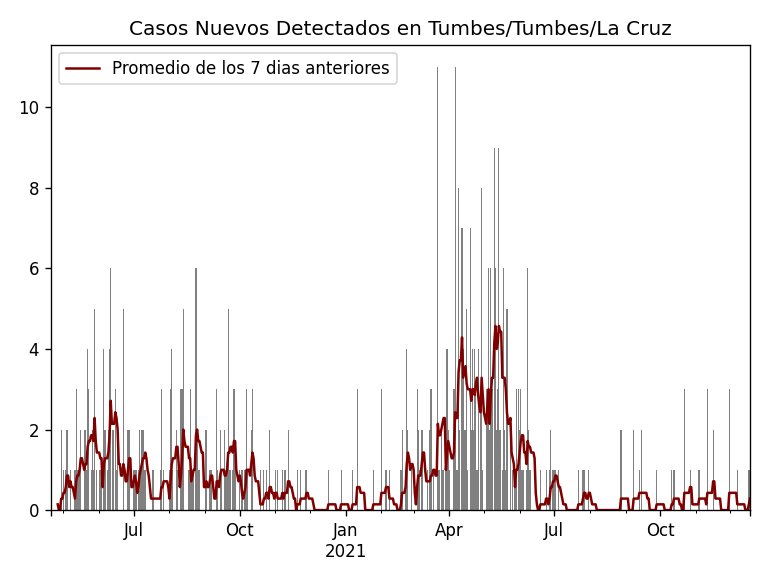 Casos Nuevos Detectados en Tumbes/Tumbes/La Cruz
Promedio de los 7 dias anteriores
10
8
6
4
2
0
Jul
Oct
Jan
2021
Apr
Jul
Oct